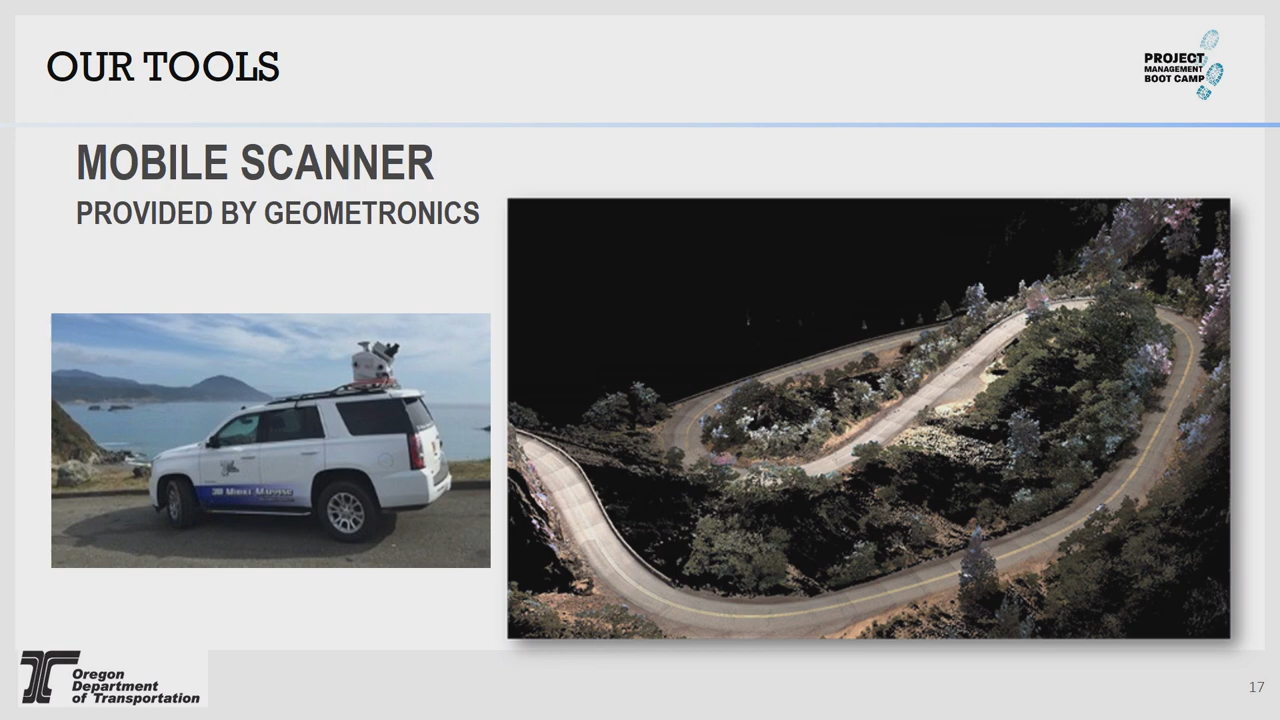 OUR TOOLS
PROJECT
MANAGEMENT
BOOT CAMP
MOBILE SCANNER
PROVIDED BY GEOMETRONICS
3D MOBILE MAPPING
Oregon
Department
of Transportation
17